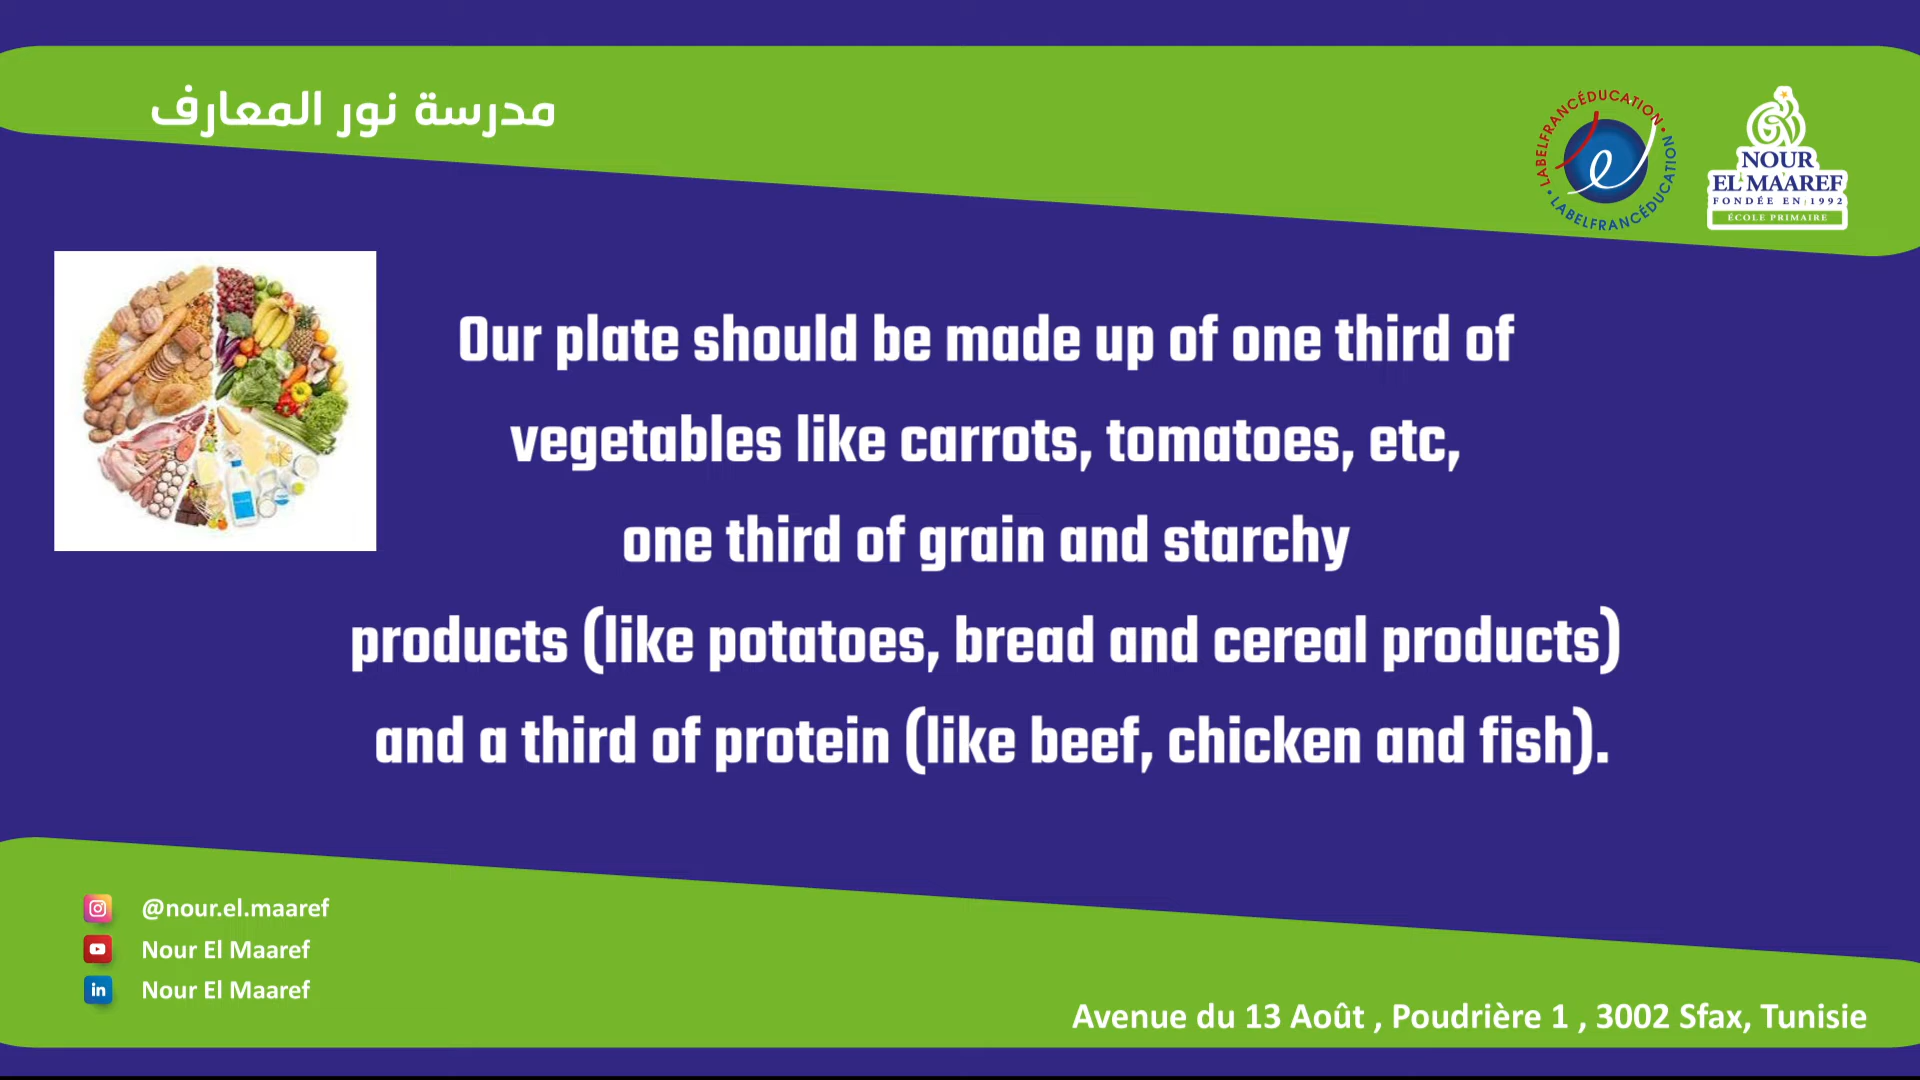 مدرسة نور المعارف
• LABELFRANCÉDUCATION • LABELFRANCÉDUCATION
NOUR
EL MAAREF
FONDÉE EN 1992
ÉCOLE PRIMAIRE
Our plate should be made up of one third of
vegetables like carrots, tomatoes, etc,
one third of grain and starchy
products (like potatoes, bread and cereal products)
and a third of protein (like beef, chicken and fish).
@nour.el.maaref
Nour El Maaref
in Nour El Maaref
Avenue du 13 Août , Poudrière 1 , 3002 Sfax, Tunisie